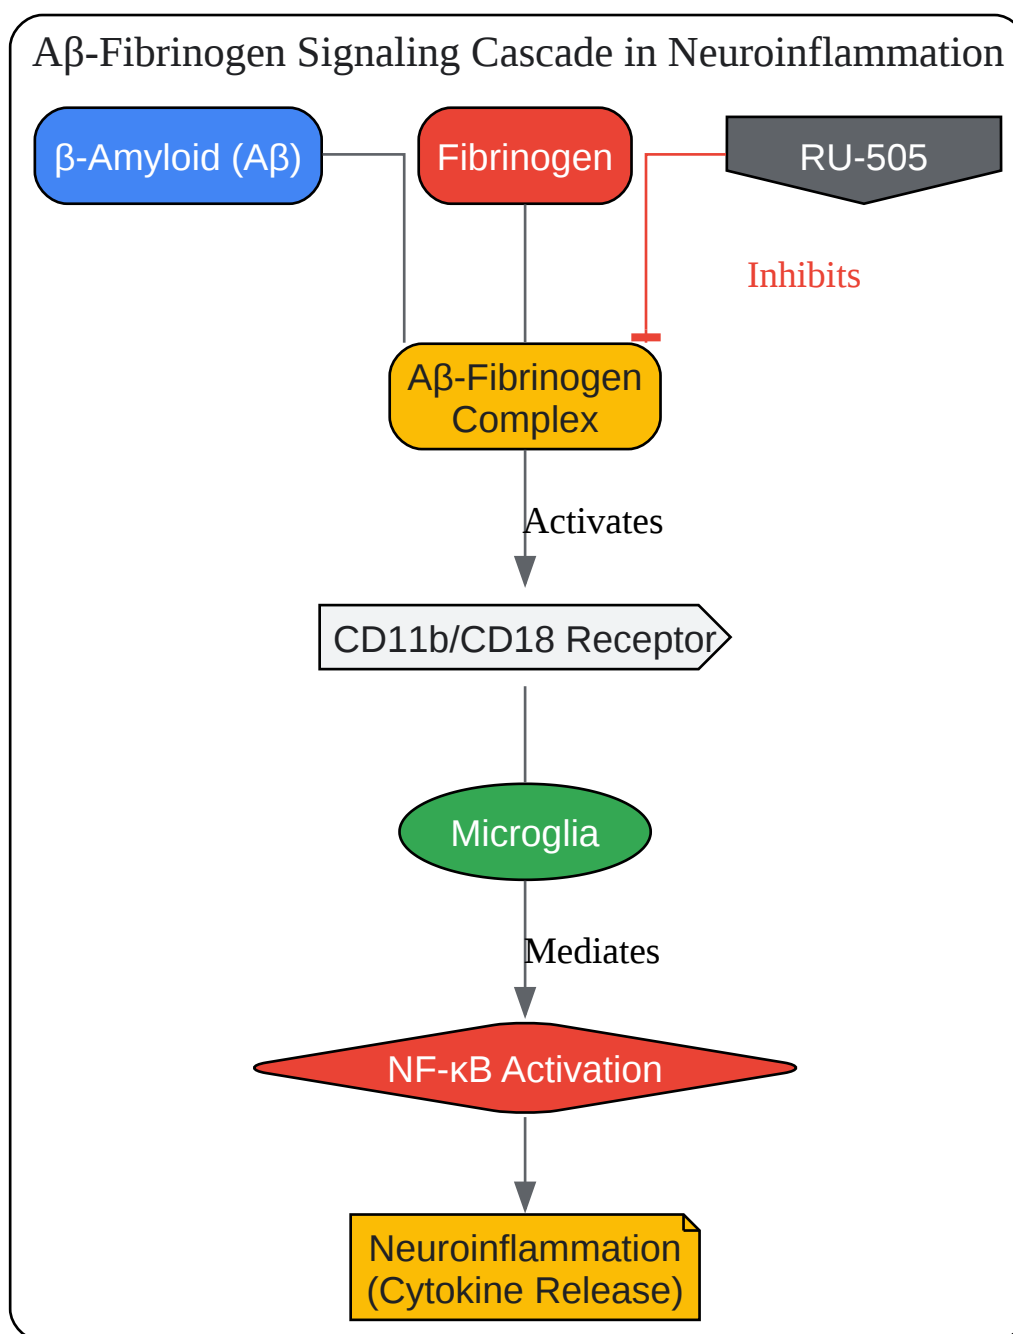 Aβ-Fibrinogen Signaling Cascade in Neuroinflammation
β-Amyloid (Aβ)
Fibrinogen
RU-505
Inhibits
Aβ-Fibrinogen
Complex
Activates
CD11b/CD18 Receptor
Microglia
Mediates
NF-κB Activation
Neuroinflammation
(Cytokine Release)